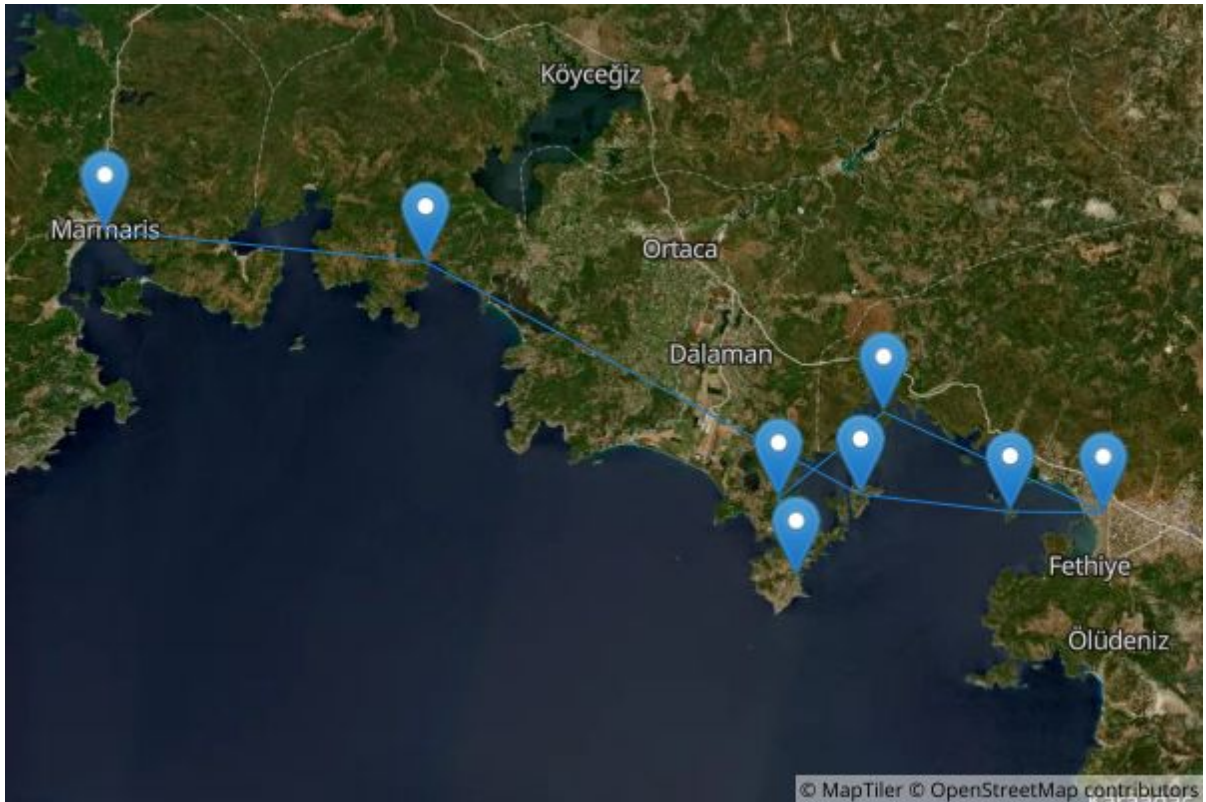 Köyceğiz
Marmaris
Ortaca
Dalaman
Fethiye
Ölüdeniz
© MapTiler © OpenStreetMap contributors